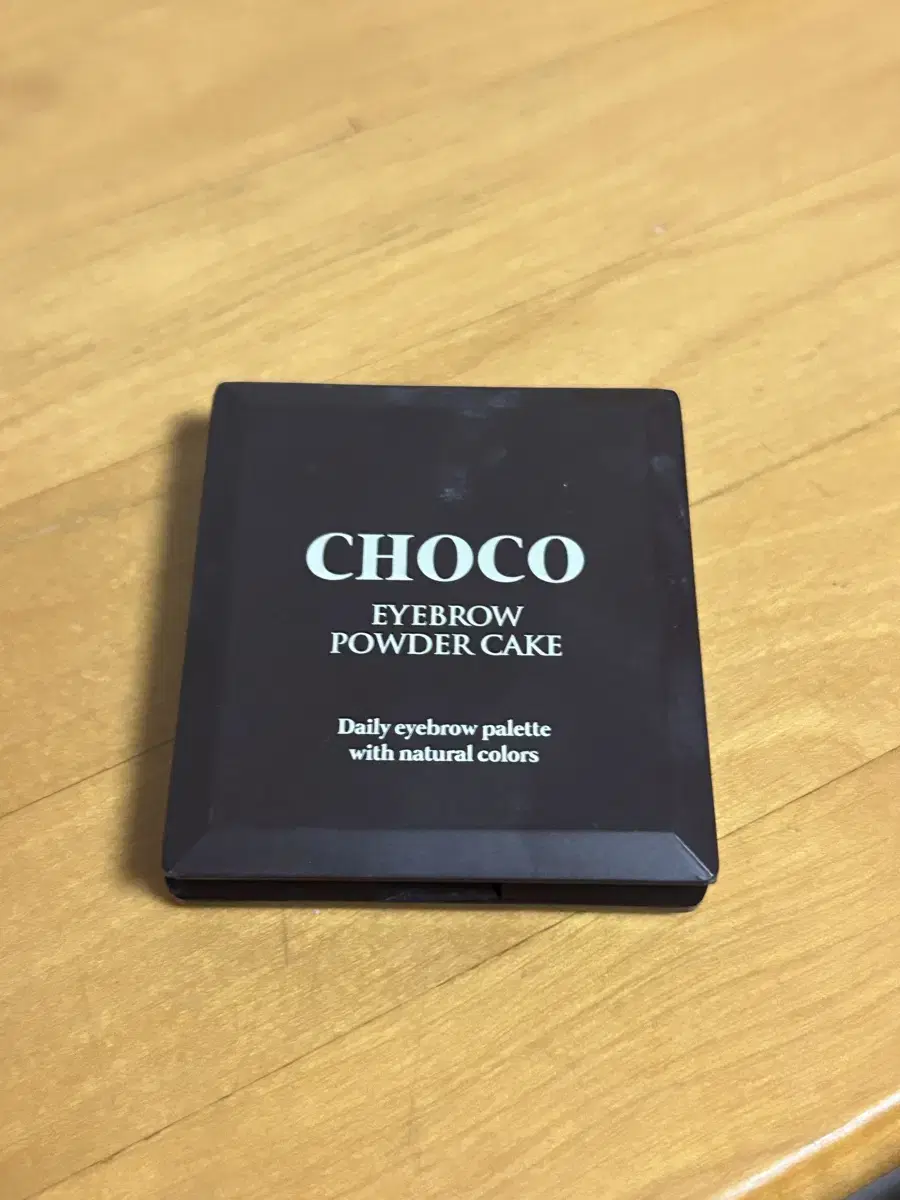 CHOCO
EYEBROW
POWDER CAKE
Daily eyebrow palette
with natural colors